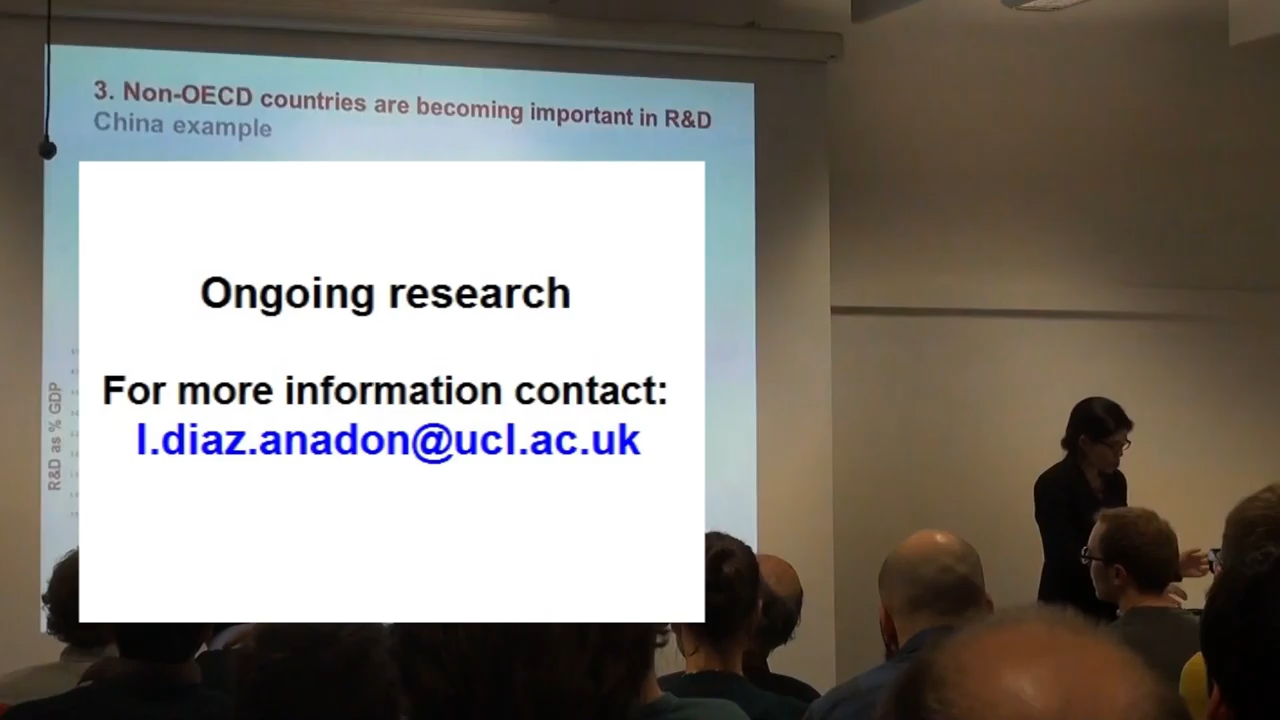 3. Non-OECD countries are becoming important in R&D
China example
Ongoing research
For more information contact:
l.diaz.anadon@ucl.ac.uk
R&D as % GDP